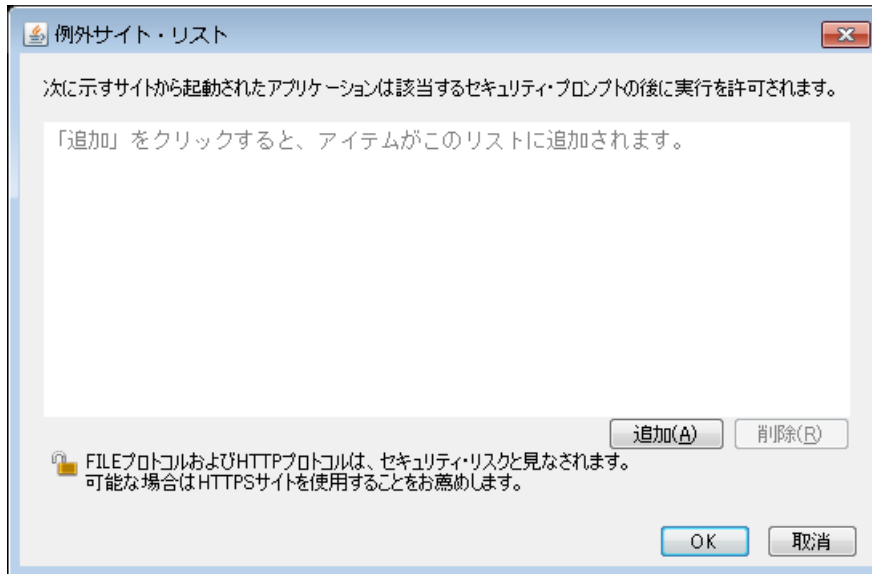 例外サイト・リスト
次に示すサイトから起動されたアプリケーションは該当するセキュリティ・プロンプトの後に実行を許可されます。
「追加」をクリックすると、アイテムがこのリストに追加されます。
追加(A) 削除(R)
FILEプロトコルおよびHTTPプロトコルは、セキュリティ・リスクと見なされます。
可能な場合はHTTPSサイトを使用することをお薦めします。
OK 取消